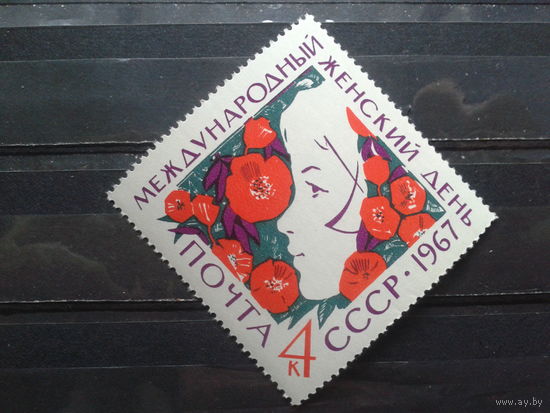 МЕЖДУНАРОДНЫЙ
ЖЕНСКИЙ ДЕНЬ
ПОЧТА
СССР·1967
4К
www.ay.by